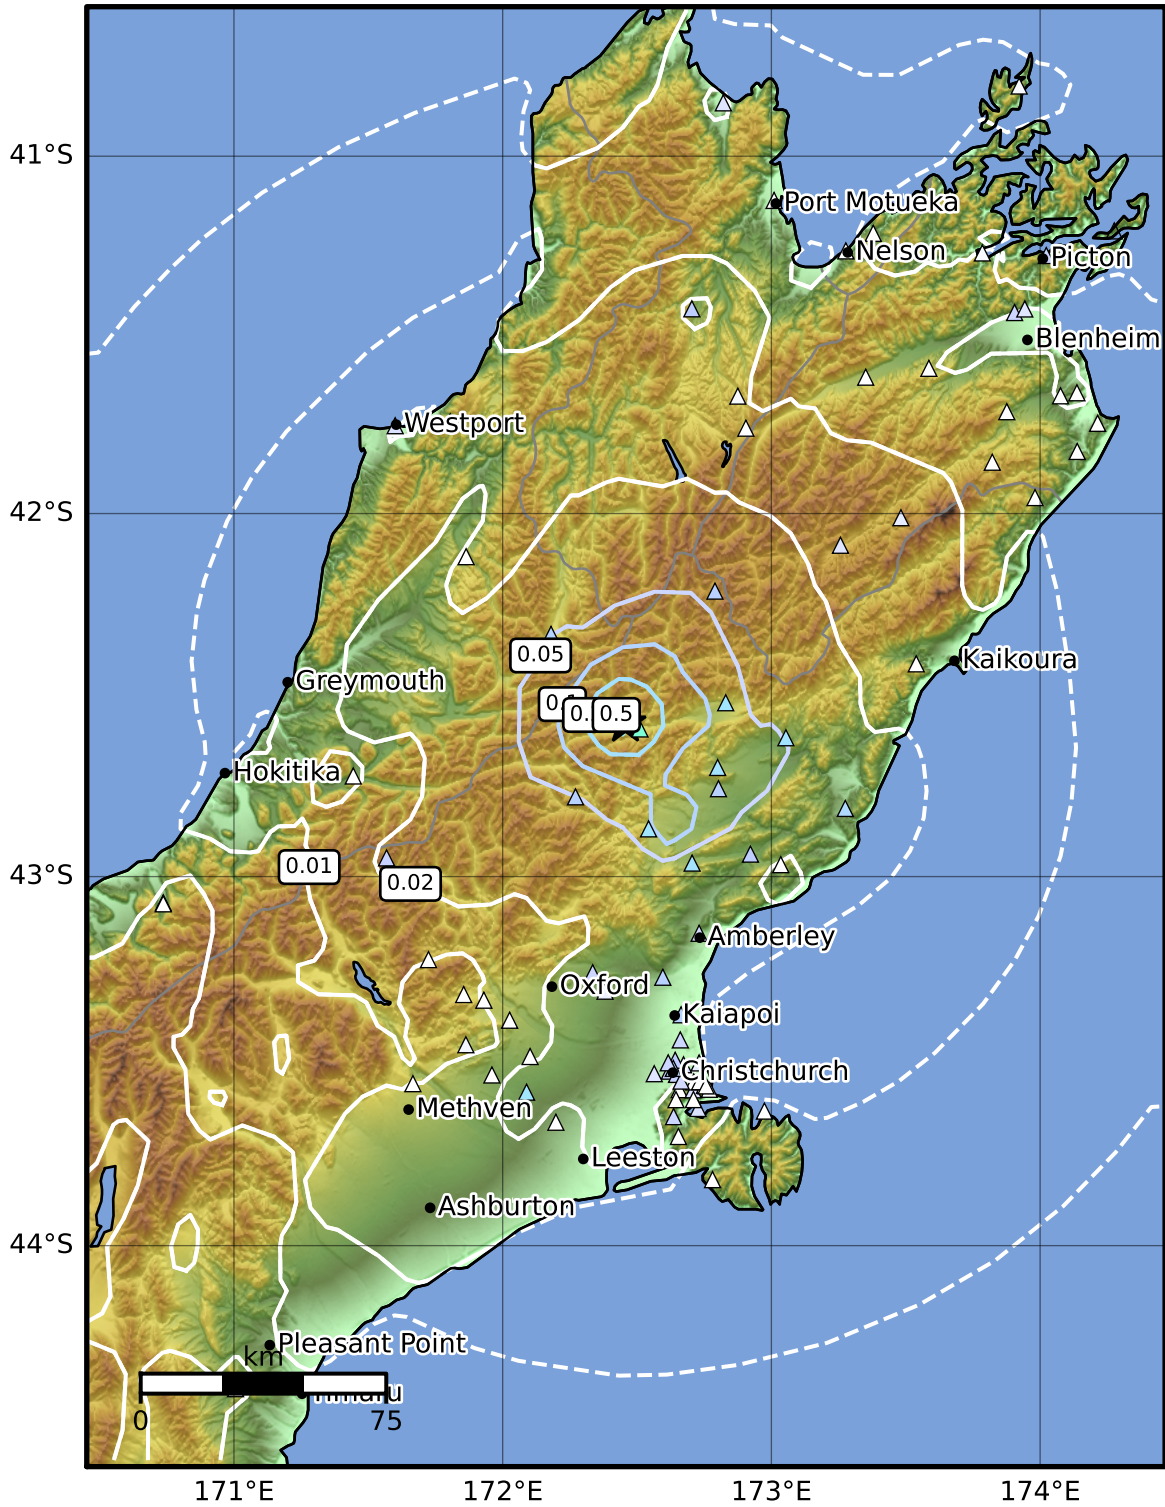 41°S
Port Motueka
Nelson
Picton
Blenheim
Westport
42°S
0.05
Kaikoura
Greymouth
0.5
Hokitika
0.01
43°S
0.02
Amberley
Oxford
Kaiapoi
Christchurch
Methven
Leeston
Ashburton
44°S
Pleasant Point
km
0
75
171°E
172°E
173°E
174°E